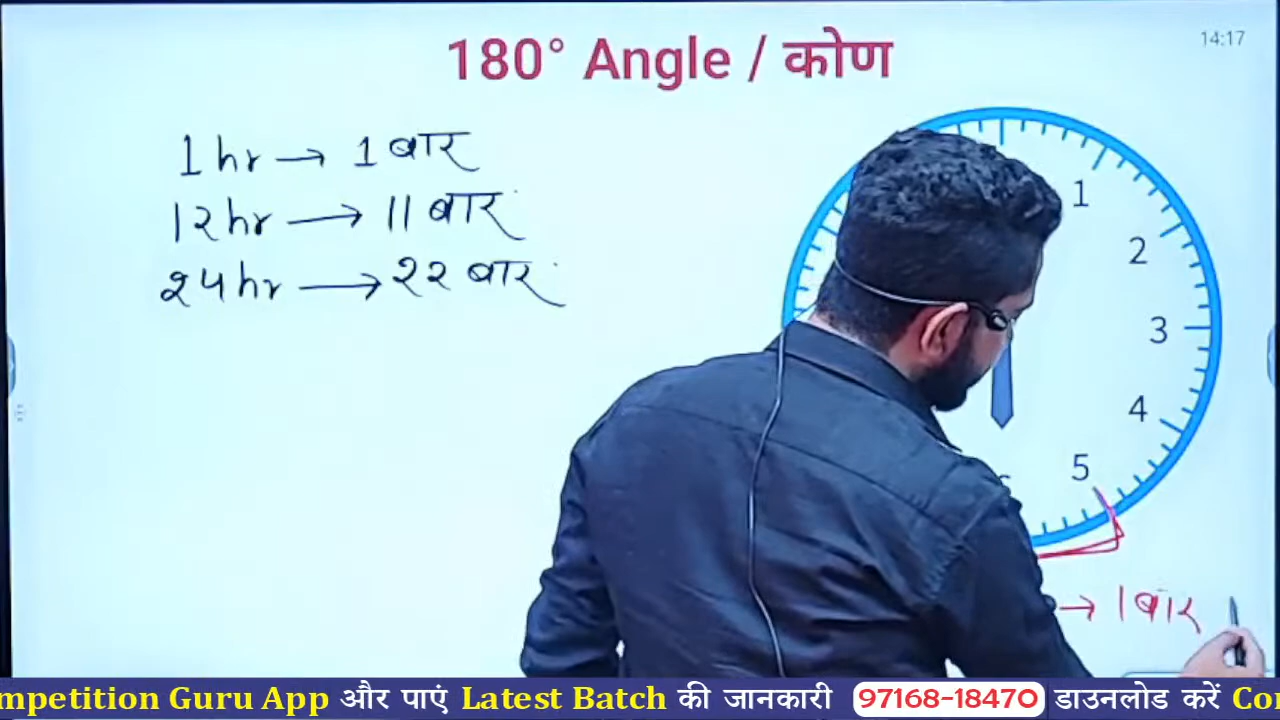 180° Angle / कोण
14:17
1 hr → 1 बार
12 hr → 11 बार
24 hr → 22 बार
1
2
3
4
5
→ 1 बार
mpetition Guru App और पाएं Latest Batch की जानकारी 97168-18470 डाउनलोड करें Co